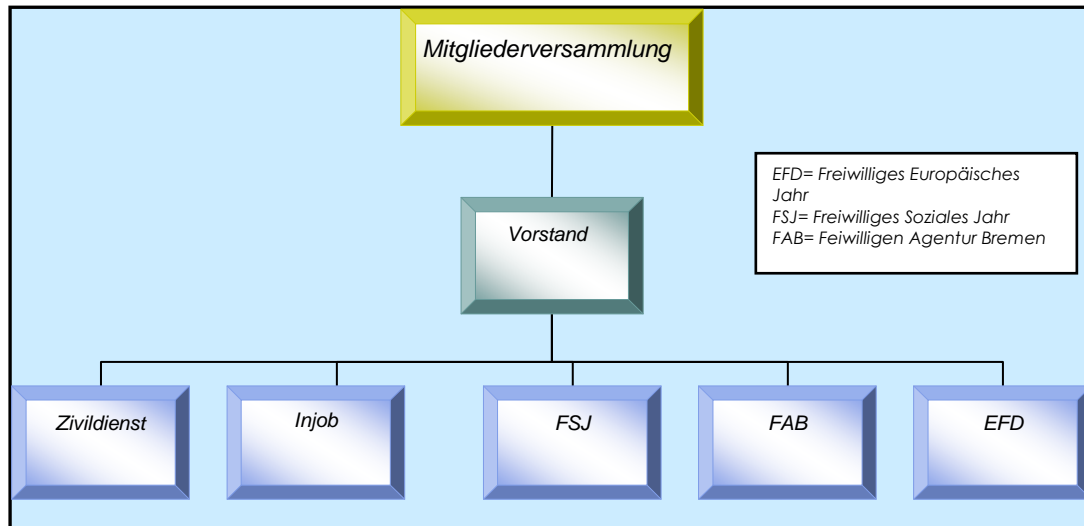 Mitgliederversammlung
EFD= Freiwilliges Europäisches
Jahr
FSJ= Freiwilliges Soziales Jahr
FAB= Feiwilligen Agentur Bremen
Vorstand
Zivildienst
Injob
FSJ
FAB
EFD